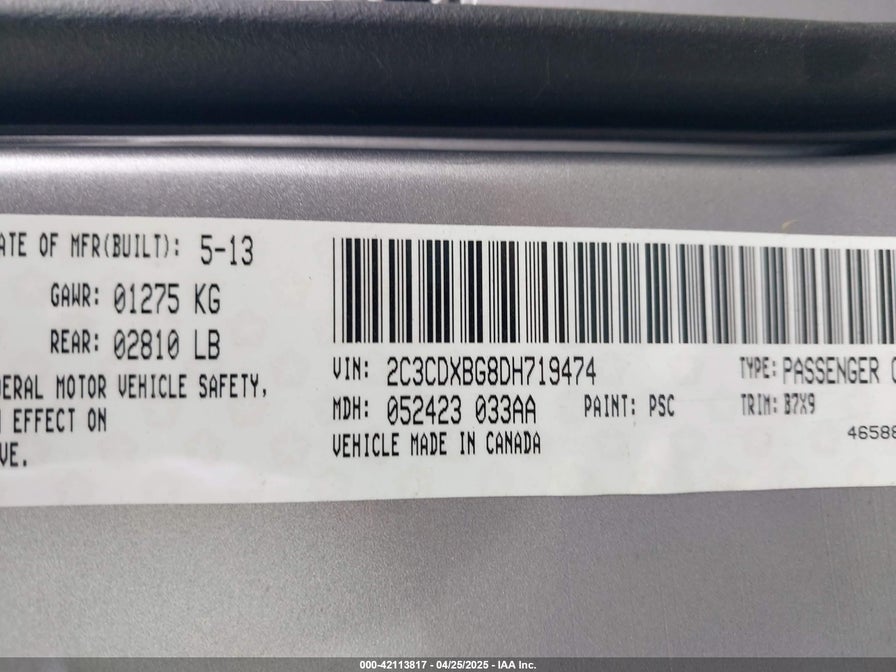 ATE OF MFR(BUILT): 5-13
GAWR: 01275 KG
REAR: 02810 LB
DERAL MOTOR VEHICLE SAFETY,
EFFECT ON
VE.
VIN: 2C3CDXBG8DH719474
TYPE: PASSENGER
MDH: 052423 033AA
PAINT: PSC
TRIM: B7X9
VEHICLE MADE IN CANADA
4658
000-42113817 - 04/25/2025 - IAA Inc.